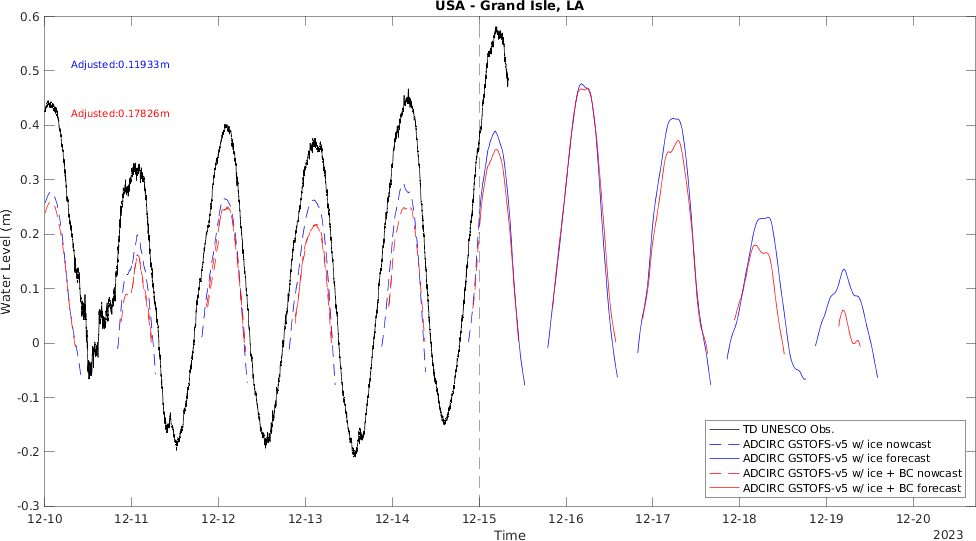 USA - Grand Isle, LA
0.6
0.5
0.4
0.3
0.2
0.1
0
-0.1
-0.2
-0.3
Water Level (m)
Adjusted:0.11933m
Adjusted:0.17826m
TD UNESCO Obs.
ADCIRC GSTOFS-v5 w/ ice nowcast
ADCIRC GSTOFS-v5 w/ ice forecast
ADCIRC GSTOFS-v5 w/ ice + BC nowcast
ADCIRC GSTOFS-v5 w/ ice + BC forecast
12-10 12-11 12-12 12-13 12-14 12-15 12-16 12-17 12-18 12-19 12-20
Time
2023